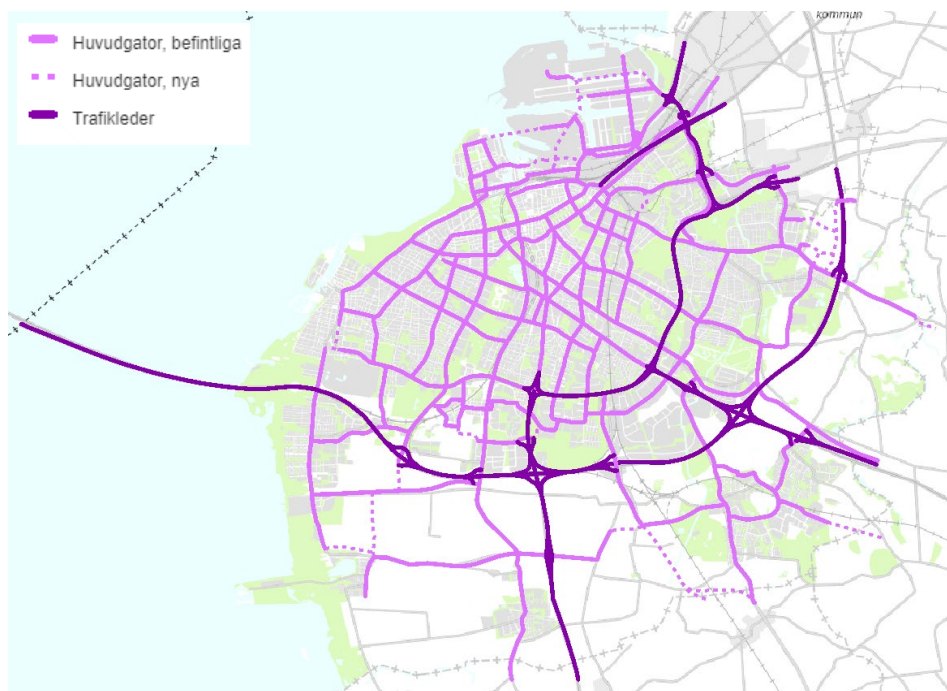 kommun
Huvudgator, befintliga
Huvudgator, nya
Trafikleder